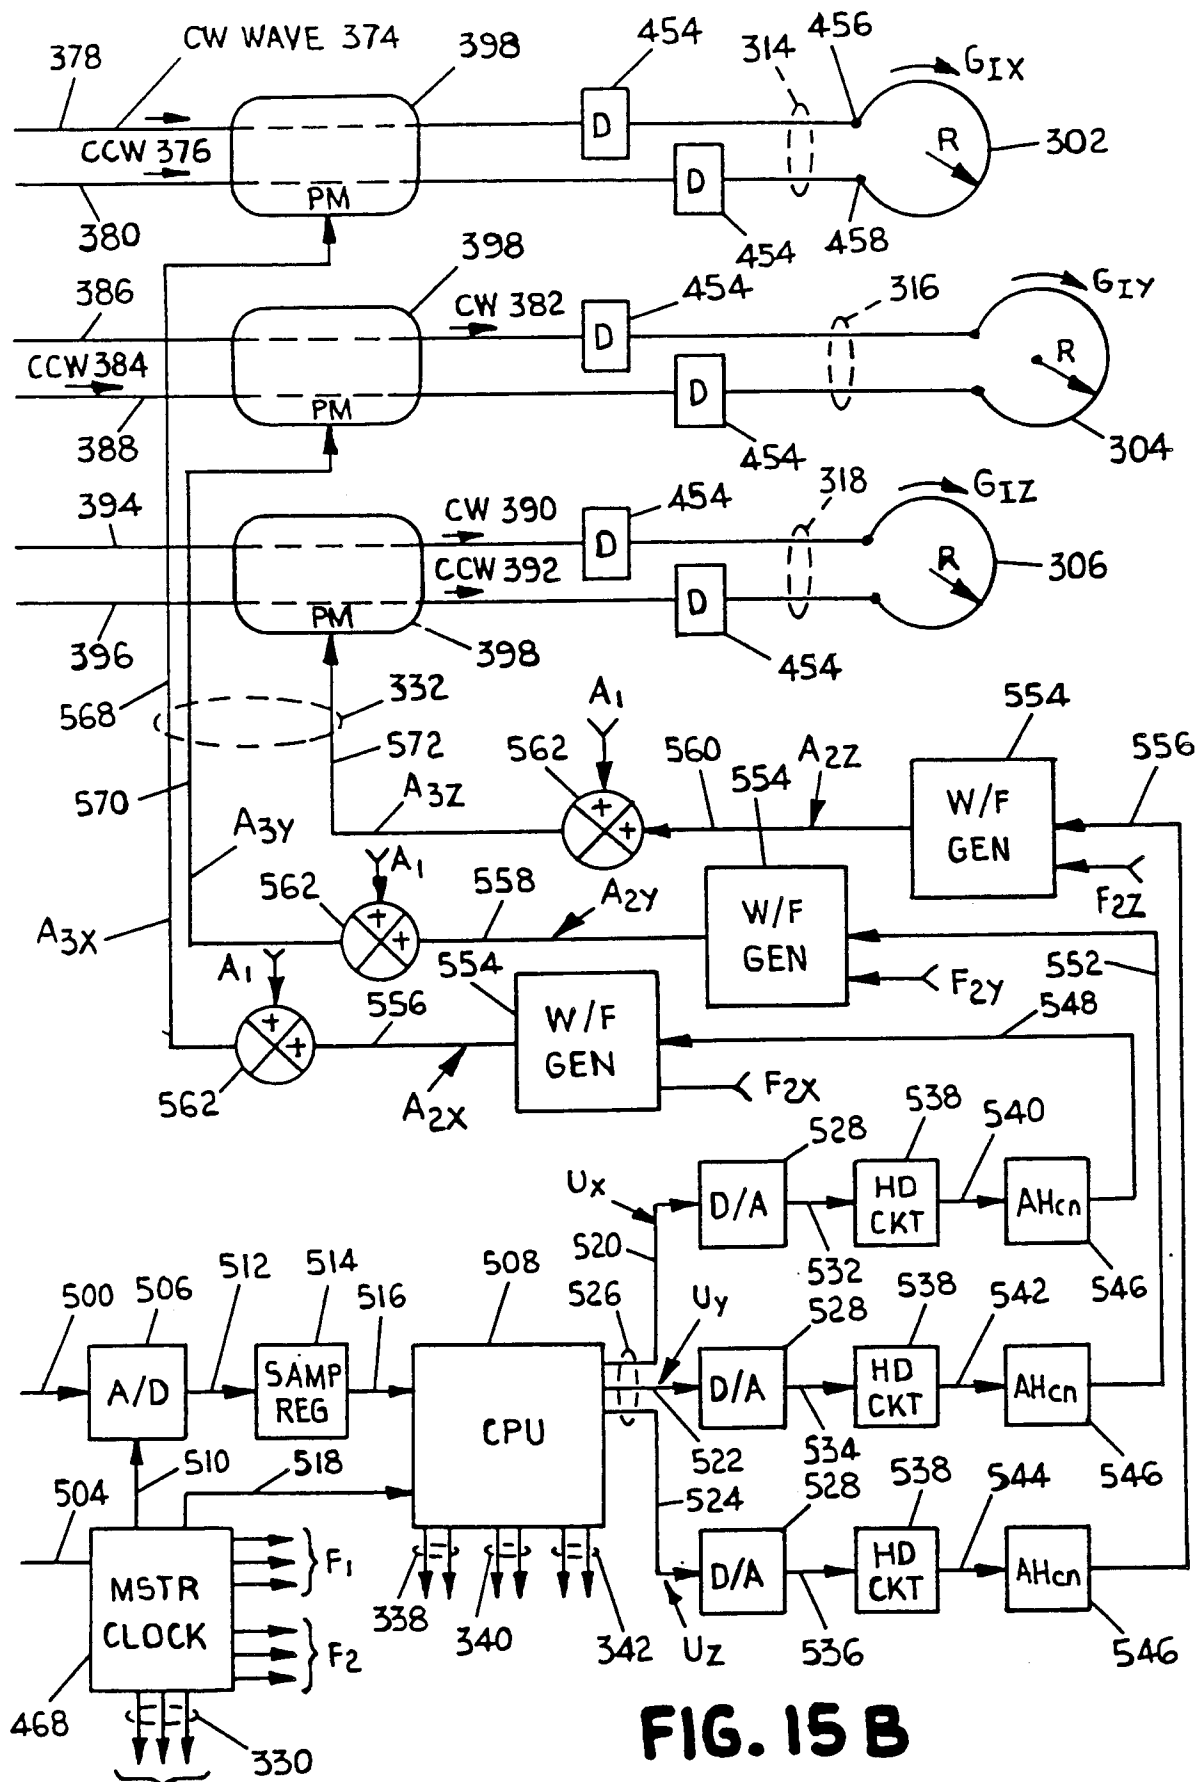 CW WAVE 374
378
398
454
314
456
GIX
D
CCW 376
R
302
D
PM
380
454
458
398
386
CW 382
454
316
GIY
D
CCW 384
R
D
PM
388
454
304
394
CW 390
454
318
GIZ
D
CCW 392
R
306
D
PM
396
398
454
568
332
A1
554
562
572
560
A2Z
554
556
570
A3Z
+
+
W/F
GEN
A3Y
A1
F2Z
562
558
A2Y
W/F
GEN
+
+
A3X
A1
554
552
556
F2Y
W/F
GEN
548
+
+
562
A2X
F2X
528
538
540
UX
D/A
HD
CKT
AHcn
520
532
546
500
506
512
514
516
508
526
UY
528
538
542
A/D
SAMP
REG
CPU
D/A
HD
CKT
AHcn
510
518
522
534
546
504
524
528
538
544
F1
D/A
HD
CKT
AHcn
MSTR
CLOCK
338
340
342
UZ
536
546
F2
468
330
FIG. 15B